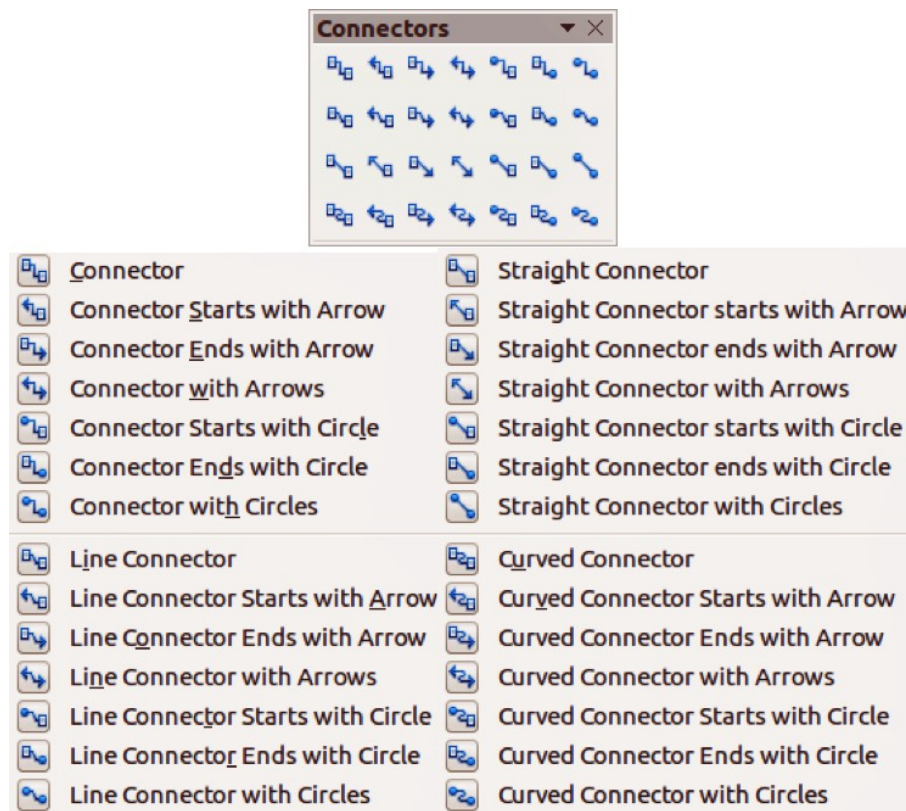 Connectors
Connector
Connector Starts with Arrow
Connector Ends with Arrow
Connector with Arrows
Connector Starts with Circle
Connector Ends with Circle
Connector with Circles
Straight Connector
Straight Connector starts with Arrow
Straight Connector ends with Arrow
Straight Connector with Arrows
Straight Connector starts with Circle
Straight Connector ends with Circle
Straight Connector with Circles
Line Connector
Line Connector Starts with Arrow
Line Connector Ends with Arrow
Line Connector with Arrows
Line Connector Starts with Circle
Line Connector Ends with Circle
Line Connector with Circles
Curved Connector
Curved Connector Starts with Arrow
Curved Connector Ends with Arrow
Curved Connector with Arrows
Curved Connector Starts with Circle
Curved Connector Ends with Circle
Curved Connector with Circles